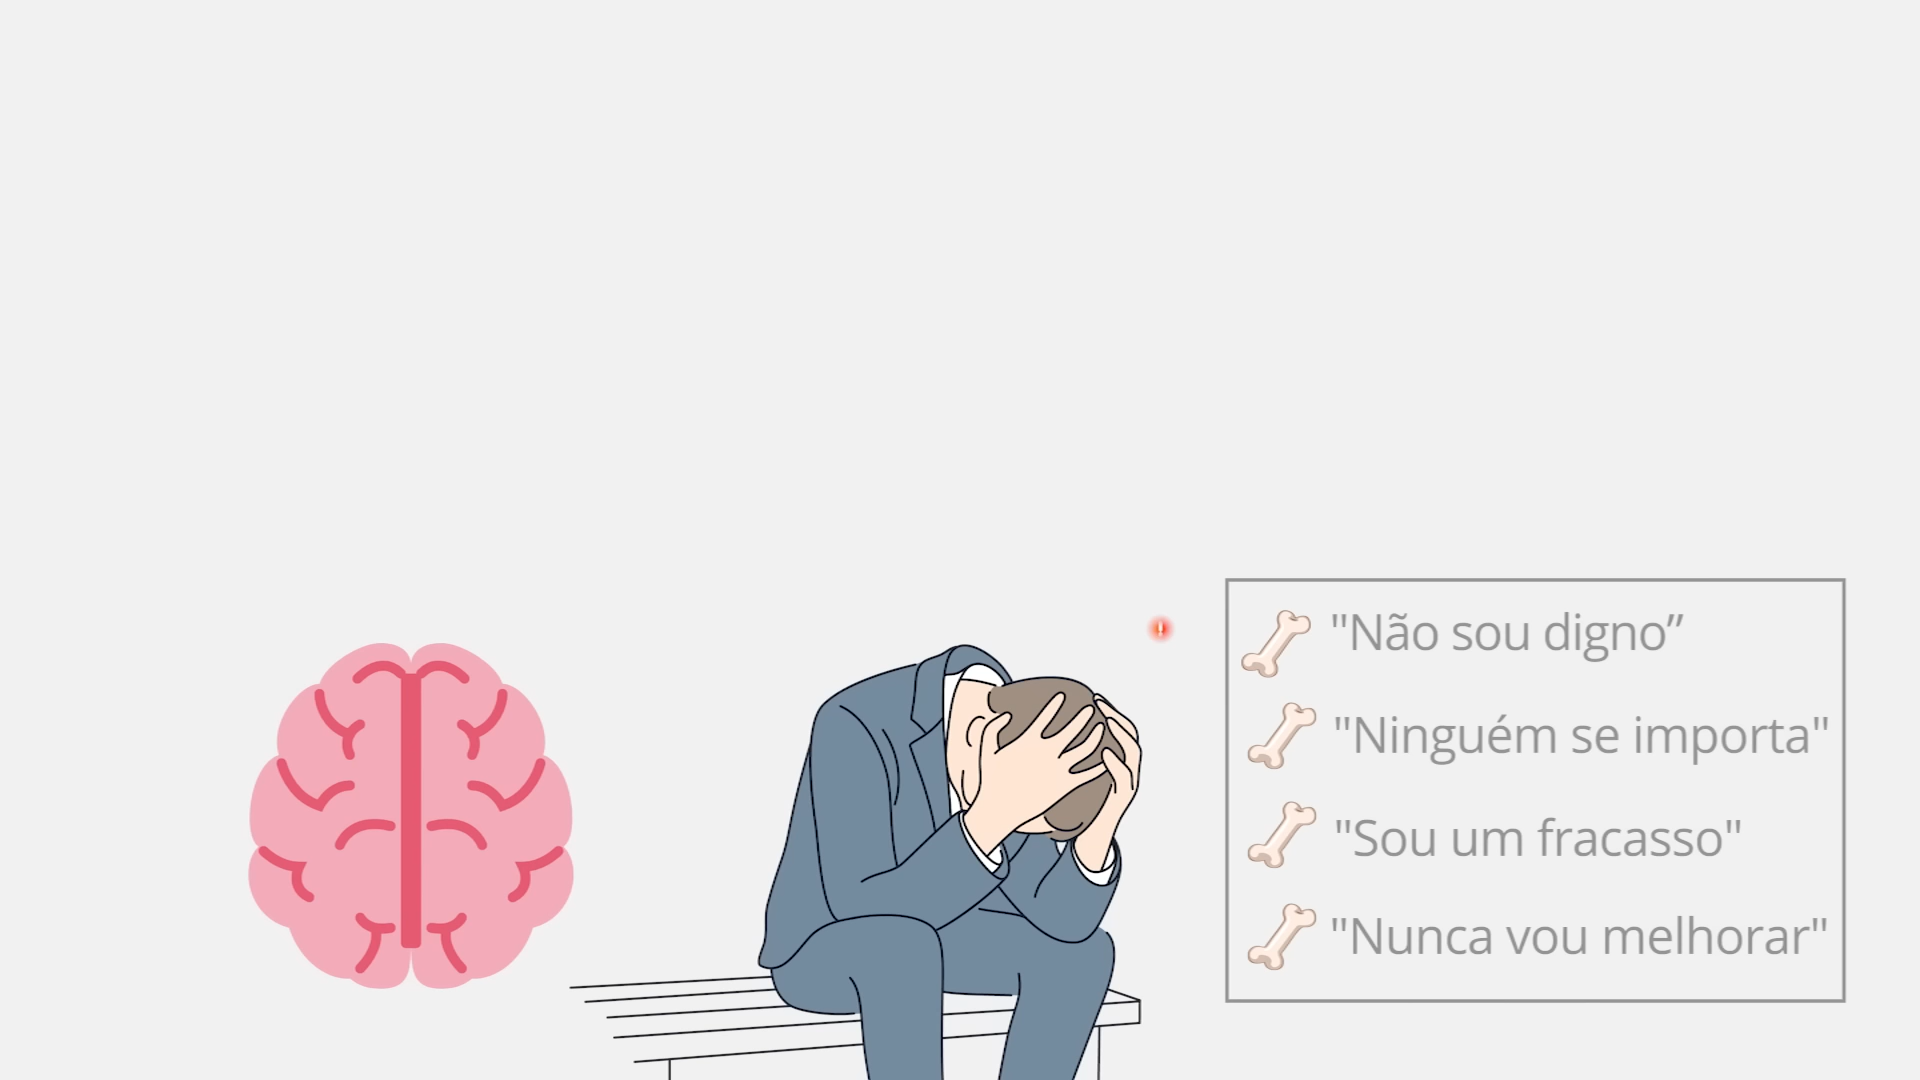 "Não sou digno”
"Ninguém se importa"
"Sou um fracasso"
"Nunca vou melhorar"